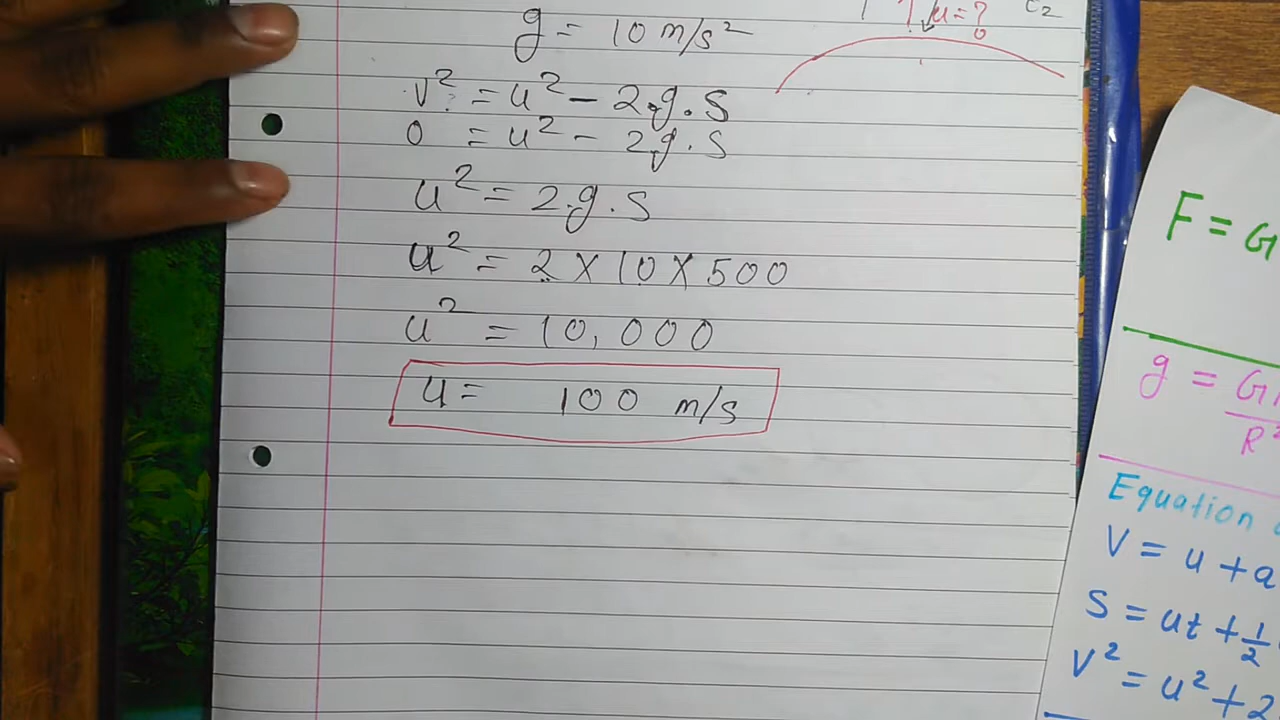 g = 10 m/s²
u = ?
v² = u² - 2.g.s
0 = u² - 2g.s
u² = 2.g.s
u² = 2 X 10 X 500
u² = 10,000
u = 100 m/s
F = G
g =
R²
Equation
V = u + a
S = ut + 1/2
V² = u² + 2